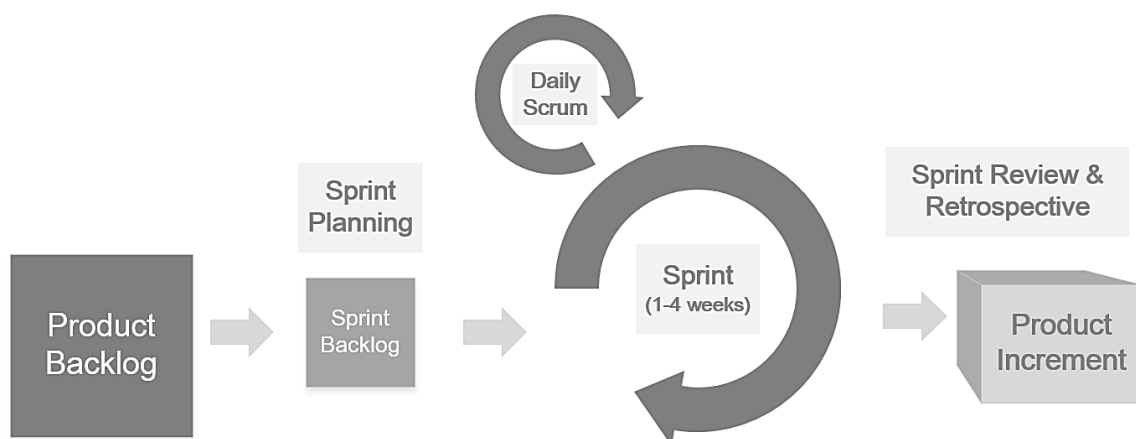 Daily
Scrum
Sprint
Planning
Sprint Review &
Retrospective
Product
Backlog
Sprint
Backlog
Sprint
(1-4 weeks)
Product
Increment